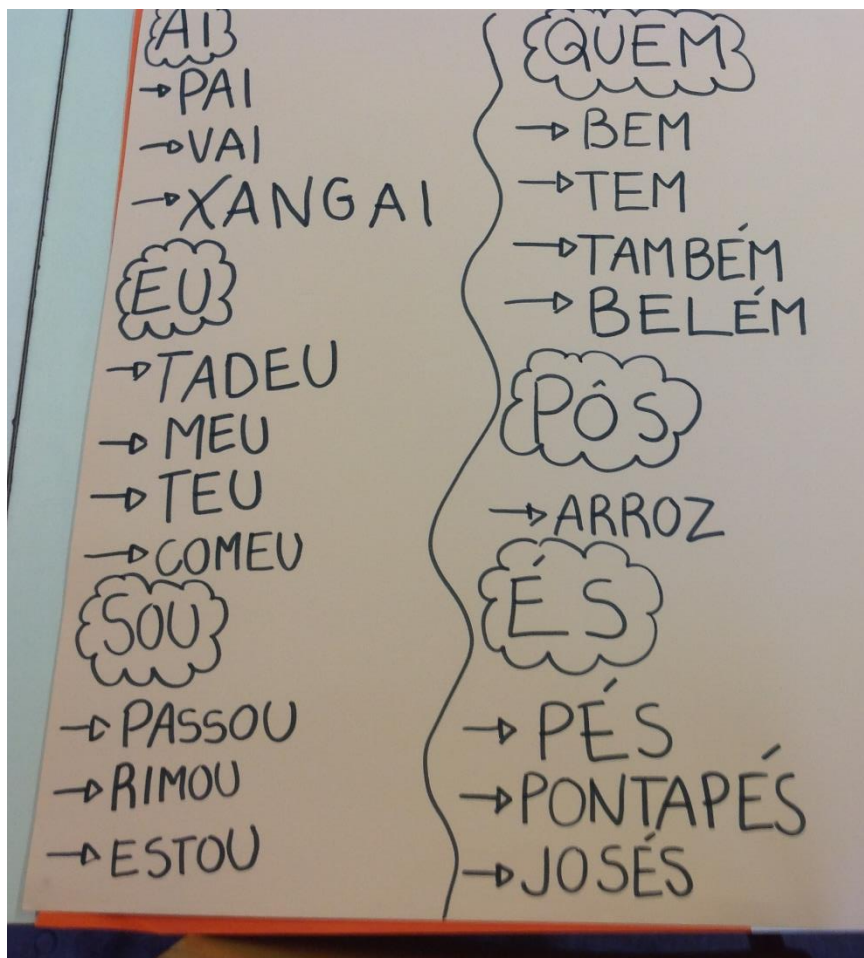 AI
→PAI
→VAI
→XANGAI
EU
→TADEU
→MEU
→TEU
→COMEU
SOU
→PASSOU
→RIMOU
→ESTOU
QUEM
→BEM
→TEM
→TAMBÉM
→BELÉM
PÔS
→ARROZ
ÉS
→PÉS
→PONTAPÉS
→JOSÉS